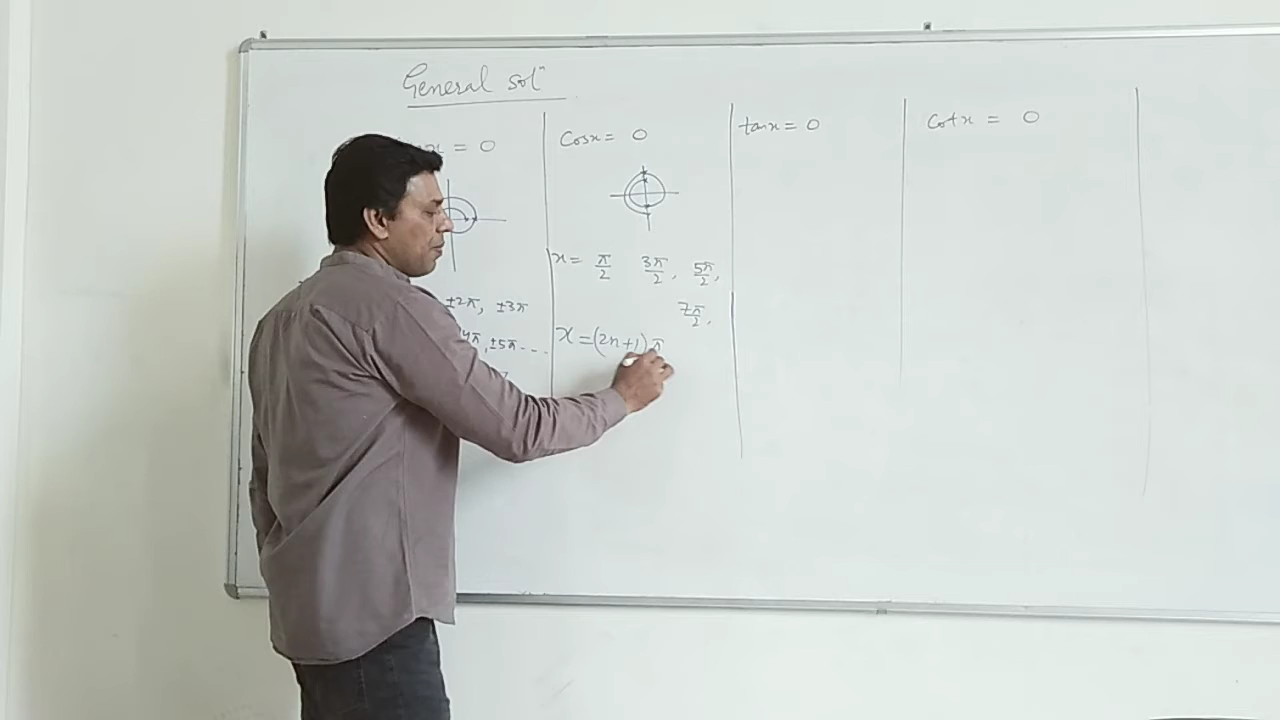 General solⁿ
x = 0
±2π, ±3π
4π, ±5π - - -
Cosx = 0
x = π/2 3π/2, 5π/2,
7π/2,
x = (2n+1) π
tanx = 0
Cotx = 0